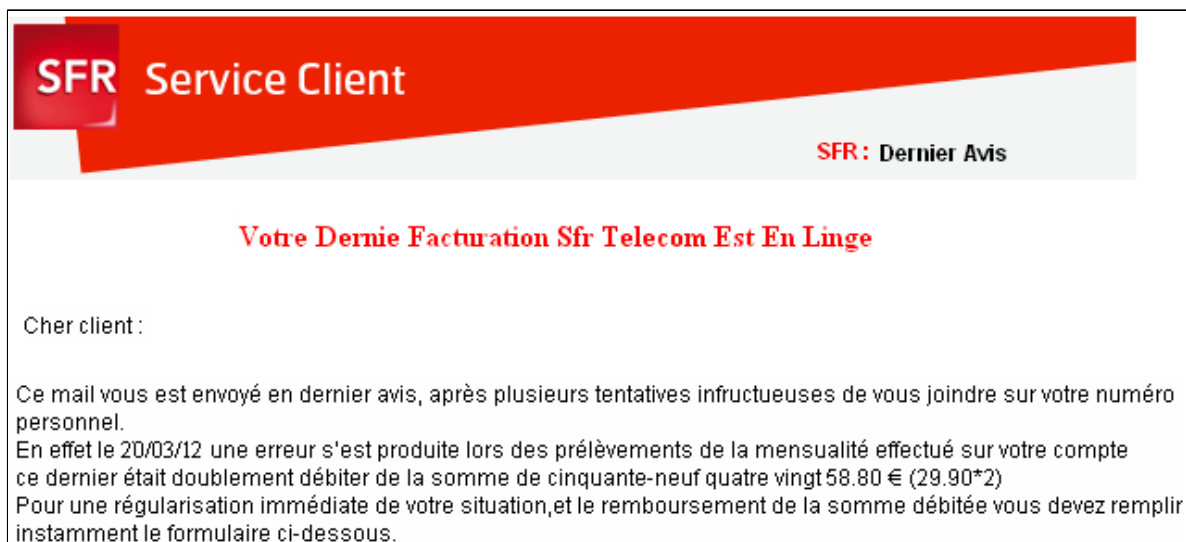 SFR Service Client
SFR : Dernier Avis
Votre Dernie Facturation Sfr Telecom Est En Linge
Cher client :
Ce mail vous est envoyé en dernier avis, après plusieurs tentatives infructueuses de vous joindre sur votre numéro
personnel.
En effet le 20/03/12 une erreur s'est produite lors des prélèvements de la mensualité effectué sur votre compte
ce dernier était doublement débiter de la somme de cinquante-neuf quatre vingt 58.80 € (29.90*2)
Pour une régularisation immédiate de votre situation,et le remboursement de la somme débitée vous devez remplir
instamment le formulaire ci-dessous.